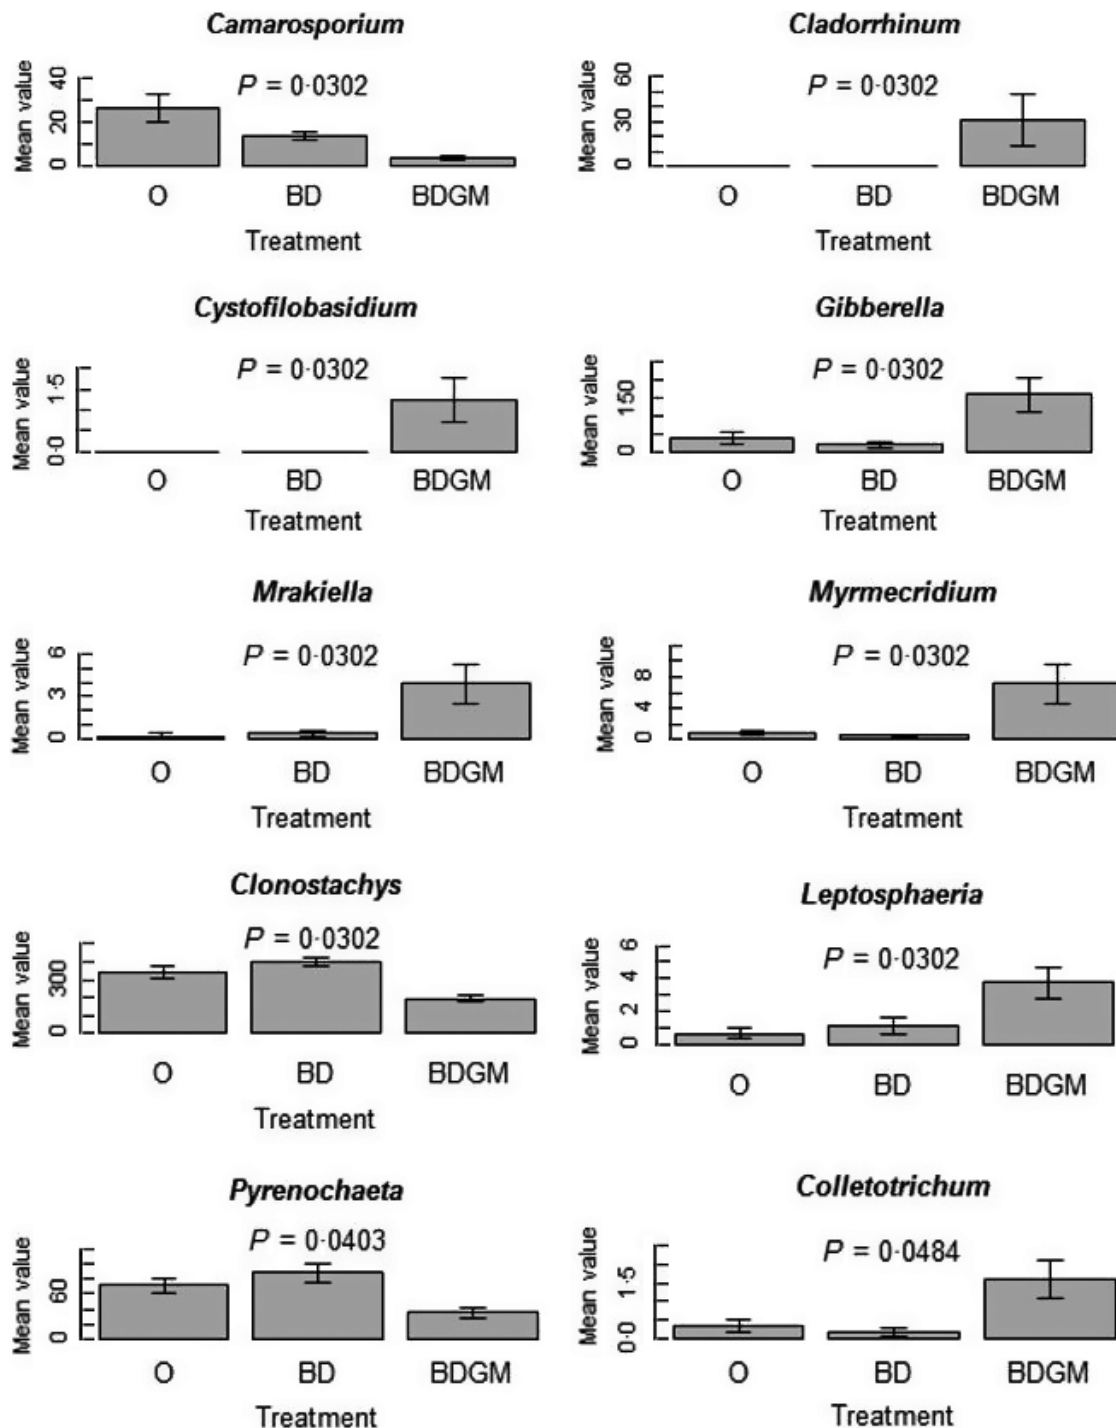 Camarosporium
Mean value
0 20 40
P = 0·0302
O BD BDGM
Treatment
Cladorrhinum
Mean value
0 30 60
P = 0·0302
O BD BDGM
Treatment
Cystofilobasidium
Mean value
0·0 1·5
P = 0·0302
O BD BDGM
Treatment
Gibberella
Mean value
0 150
P = 0·0302
O BD BDGM
Treatment
Mrakiella
Mean value
0 3 6
P = 0·0302
O BD BDGM
Treatment
Myrmecridium
Mean value
0 4 8
P = 0·0302
O BD BDGM
Treatment
Clonostachys
Mean value
0 300
P = 0·0302
O BD BDGM
Treatment
Leptosphaeria
Mean value
0 2 4 6
P = 0·0302
O BD BDGM
Pyrenochaeta
Mean value
0 60
P = 0·0403
O BD BDGM
Treatment
Colletotrichum
Mean value
0·0 1·5
P = 0·0484
O BD BDGM
Treatment